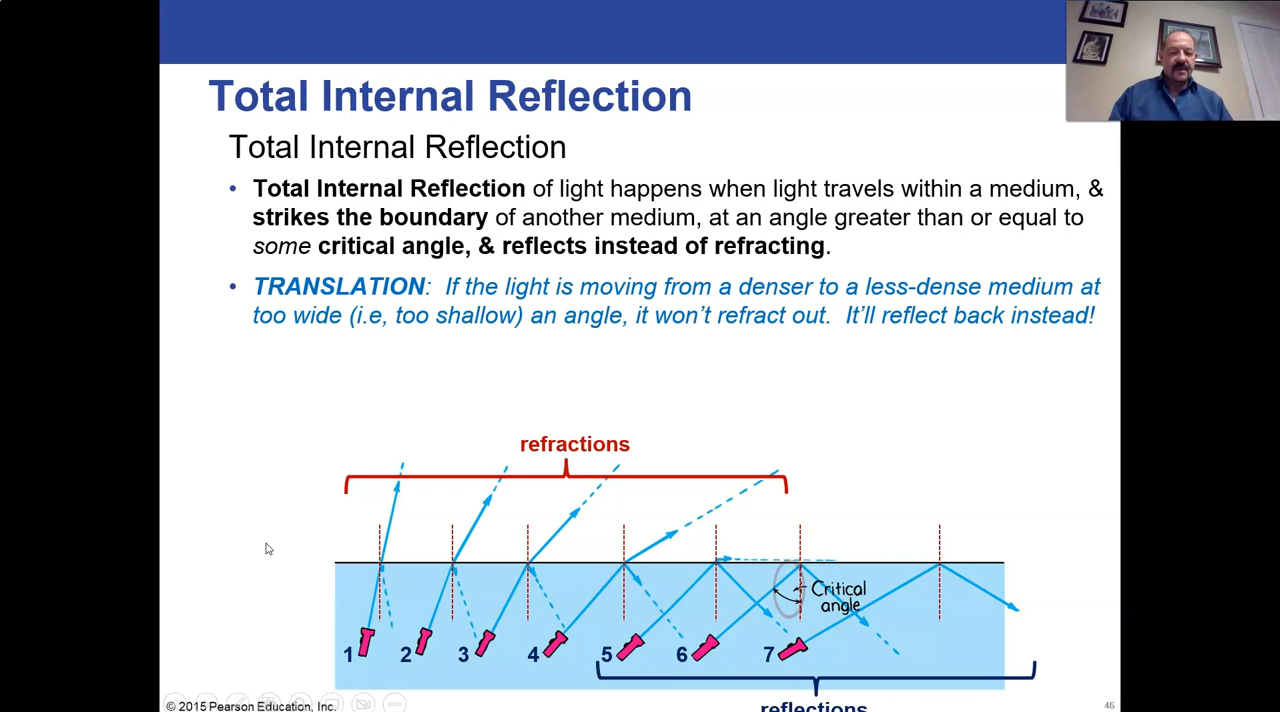 Total Internal Reflection
Total Internal Reflection
• Total Internal Reflection of light happens when light travels within a medium, &
strikes the boundary of another medium, at an angle greater than or equal to
some critical angle, & reflects instead of refracting.
• TRANSLATION: If the light is moving from a denser to a less-dense medium at
too wide (i.e, too shallow) an angle, it won't refract out. It'll reflect back instead!
refractions
Critical
angle
1 2 3 4 5 6 7
reflections
© 2015 Pearson Education, Inc.
46